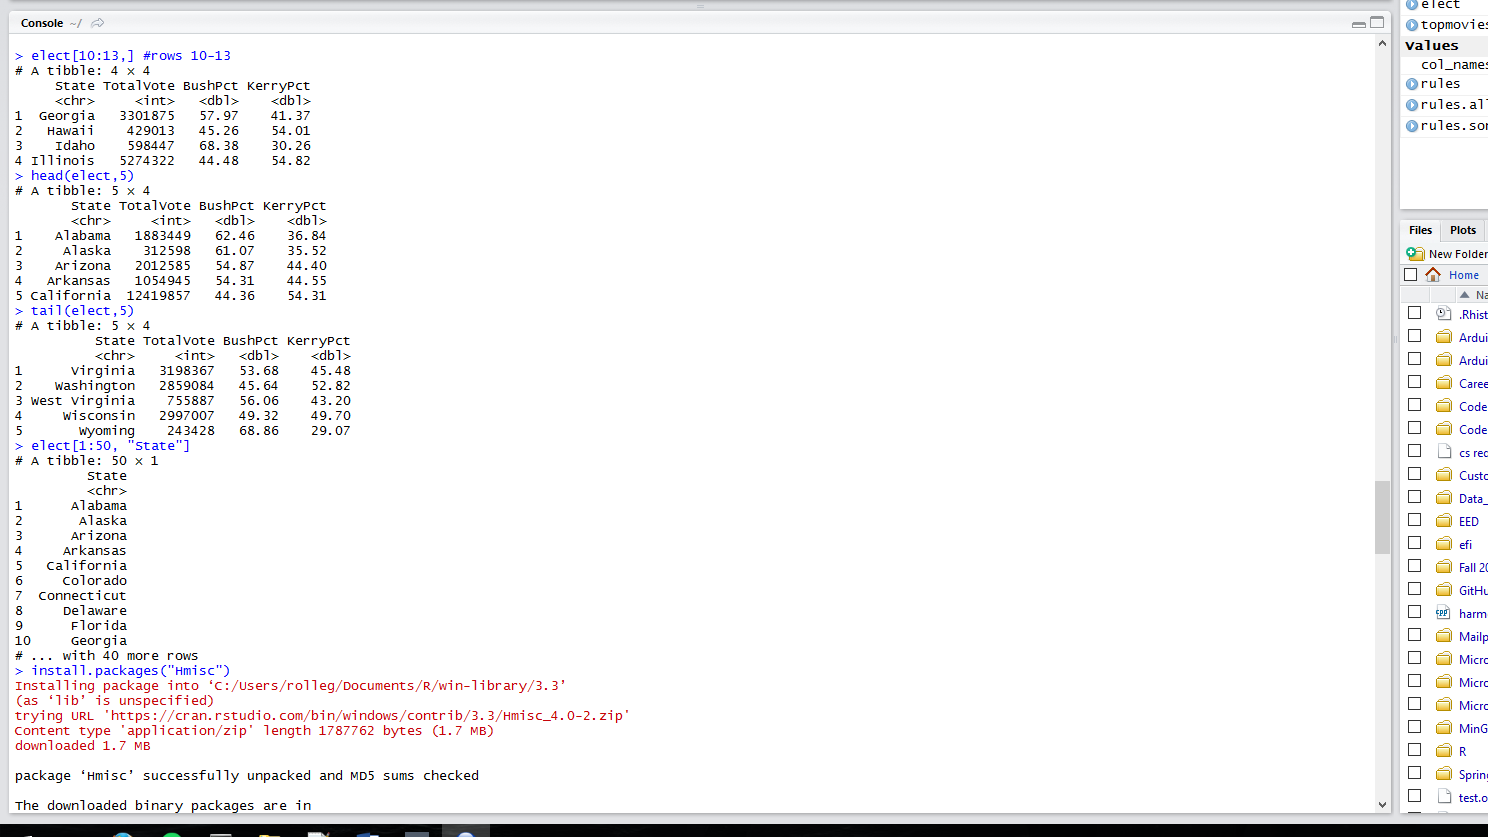 Console ~/
> elect[10:13,] #rows 10-13
# A tibble: 4 × 4
State TotalVote BushPct KerryPct
<chr> <int> <dbl> <dbl>
1 Georgia 3301875 57.97 41.37
2 Hawaii 429013 45.26 54.01
3 Idaho 598447 68.38 30.26
4 Illinois 5274322 44.48 54.82
> head(elect,5)
# A tibble: 5 × 4
State TotalVote BushPct KerryPct
<chr> <int> <dbl> <dbl>
1 Alabama 1883449 62.46 36.84
2 Alaska 312598 61.07 35.52
3 Arizona 2012585 54.87 44.40
4 Arkansas 1054945 54.31 44.55
5 California 12419857 44.36 54.31
> tail(elect,5)
# A tibble: 5 × 4
State TotalVote BushPct KerryPct
<chr> <int> <dbl> <dbl>
1 Virginia 3198367 53.68 45.48
2 Washington 2859084 45.64 52.82
3 West Virginia 755887 56.06 43.20
4 Wisconsin 2997007 49.32 49.70
5 Wyoming 243428 68.86 29.07
> elect[1:50, "State"]
# A tibble: 50 × 1
State
<chr>
1 Alabama
2 Alaska
3 Arizona
4 Arkansas
5 California
6 Colorado
7 Connecticut
8 Delaware
9 Florida
10 Georgia
# ... with 40 more rows
> install.packages("Hmisc")
Installing package into ‘C:/Users/rolleg/Documents/R/win-library/3.3’
(as ‘lib’ is unspecified)
trying URL 'https://cran.rstudio.com/bin/windows/contrib/3.3/Hmisc_4.0-2.zip'
Content type 'application/zip' length 1787762 bytes (1.7 MB)
downloaded 1.7 MB
package ‘Hmisc’ successfully unpacked and MD5 sums checked
The downloaded binary packages are in
elect
topmovies
values
col_names
rules
rules.all
rules.so
Files Plots
New Folder
Home
Na
.Rhist
Ardui
Ardui
Caree
Code
Code
cs rec
Custo
Data_
EED
efi
Fall 20
GitHu
harm
Mailp
Micro
Micro
Micro
MinG
R
Spring
test.o